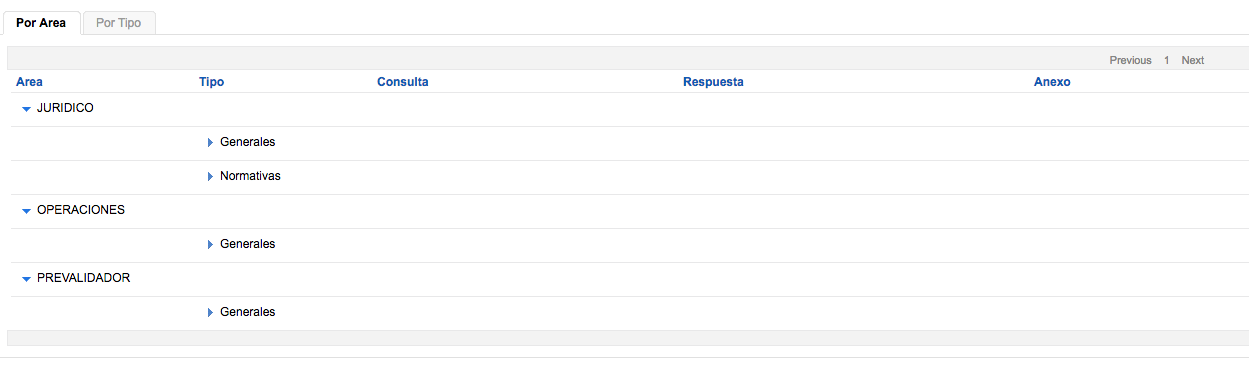 Por Area Por Tipo
Previous 1 Next
Area Tipo Consulta Respuesta Anexo
JURIDICO
Generales
Normativas
OPERACIONES
Generales
PREVALIDADOR
Generales